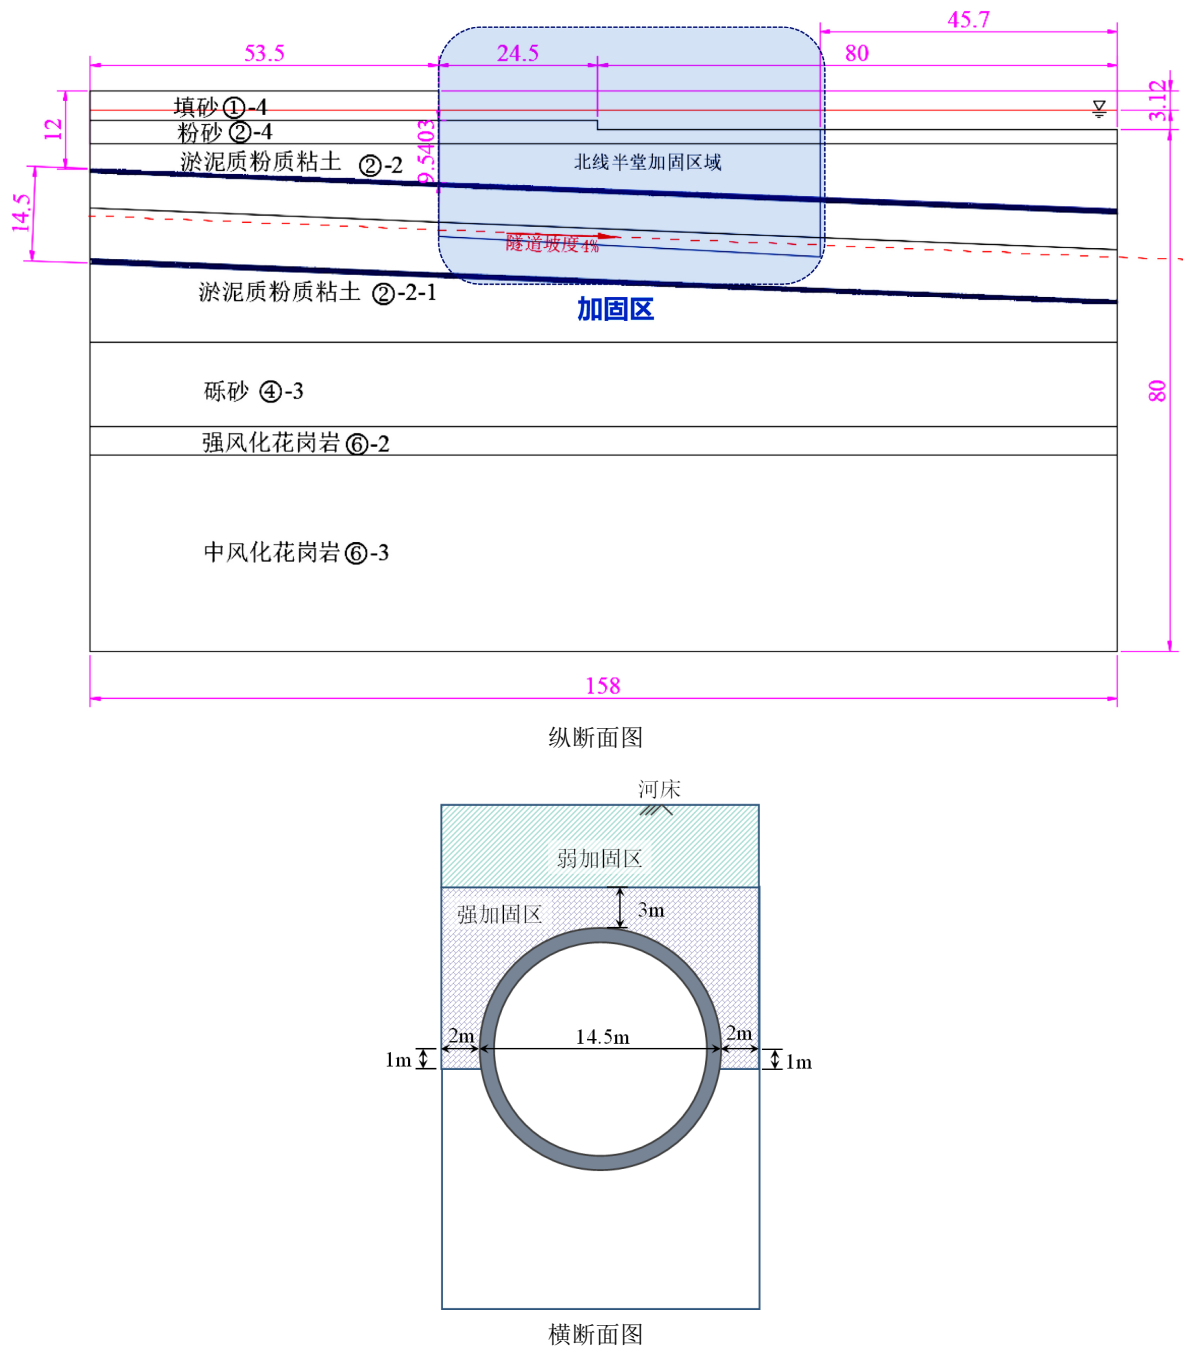 45.7
53.5
24.5
80
3.12
填砂①-4
12
粉砂②-4
9.5403
淤泥质粉质粘土 ②-2
北线半堂加固区域
14.5
隧道坡度4%
淤泥质粉质粘土 ②-2-1
加固区
砾砂 ④-3
80
强风化花岗岩⑥-2
中风化花岗岩⑥-3
158
纵断面图
河床
弱加固区
强加固区
3m
2m
14.5m
2m
1m
1m
横断面图